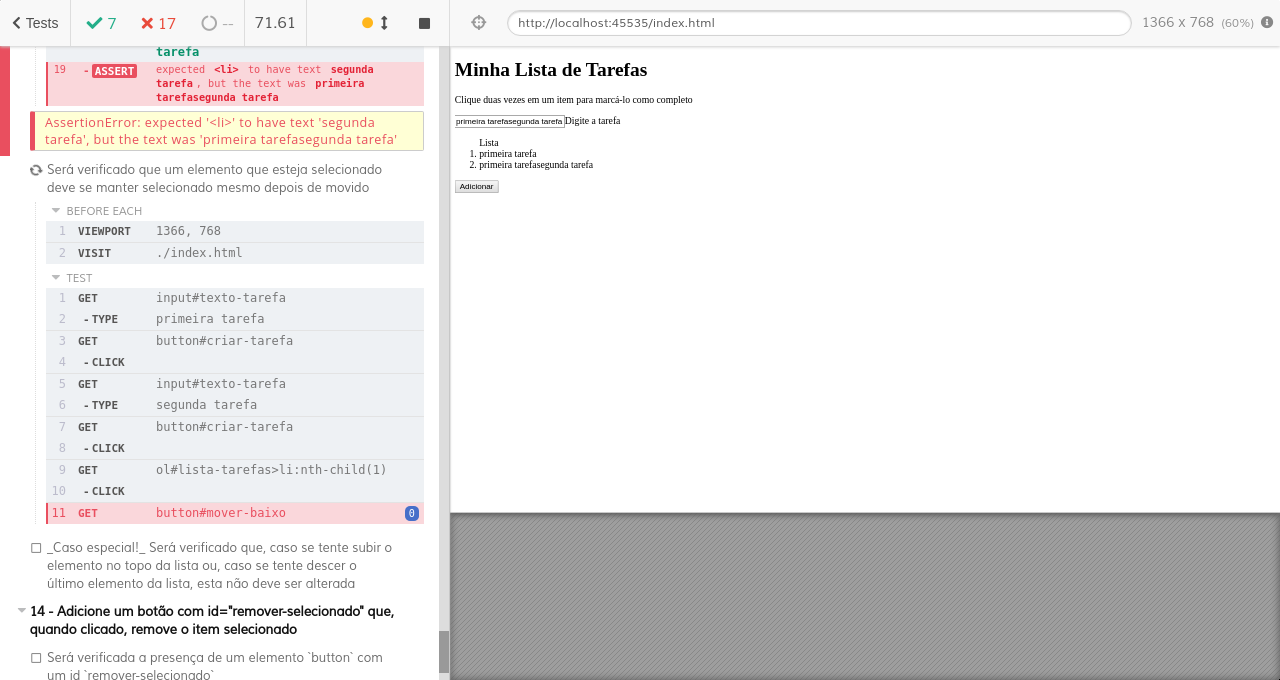 Tests 7 17 -- 71.61 http://localhost:45535/index.html 1366 x 768 (60%)
tarefa
19 -ASSERT expected <li> to have text segunda
tarefa, but the text was primeira
tarefasegunda tarefa
AssertionError: expected '<li>' to have text 'segunda
tarefa', but the text was 'primeira tarefasegunda tarefa'
Será verificado que um elemento que esteja selecionado
deve se manter selecionado mesmo depois de movido
BEFORE EACH
1 VIEWPORT 1366, 768
2 VISIT ./index.html
TEST
1 GET input#texto-tarefa
2 -TYPE primeira tarefa
3 GET button#criar-tarefa
4 -CLICK
5 GET input#texto-tarefa
6 -TYPE segunda tarefa
7 GET button#criar-tarefa
8 -CLICK
9 GET ol#lista-tarefas>li:nth-child(1)
10 -CLICK
11 GET button#mover-baixo 0
_Caso especial!_ Será verificado que, caso se tente subir o
elemento no topo da lista ou, caso se tente descer o
último elemento da lista, esta não deve ser alterada
14 - Adicione um botão com id="remover-selecionado" que,
quando clicado, remove o item selecionado
Será verificada a presença de um elemento `button` com
um id `remover-selecionado`
Minha Lista de Tarefas
Clique duas vezes em um item para marcá-lo como completo
primeira tarefasegunda tarefa Digite a tarefa
Lista
1. primeira tarefa
2. primeira tarefasegunda tarefa
Adicionar